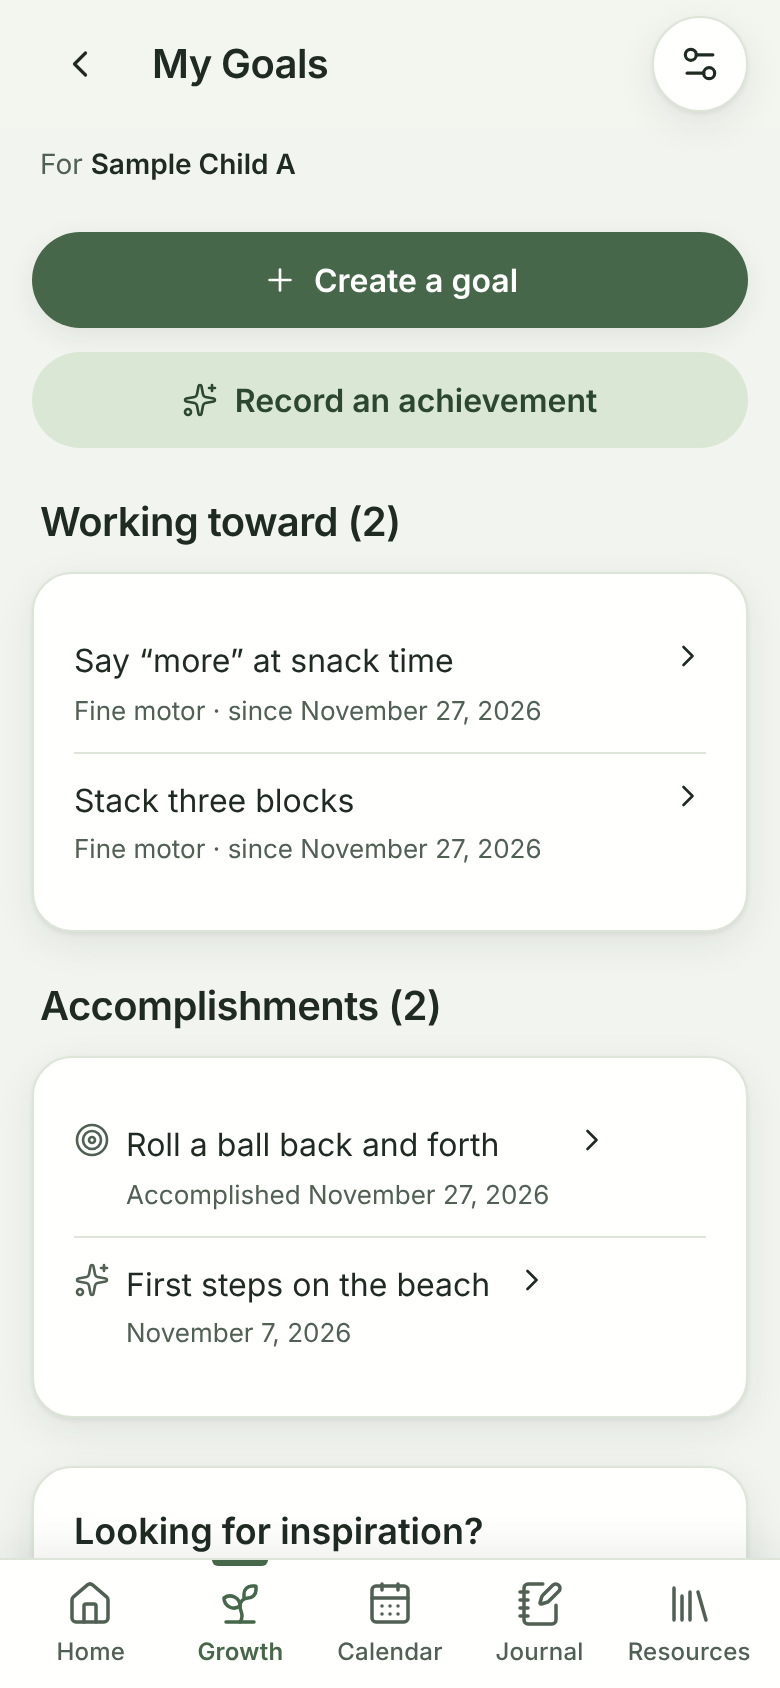 My Goals
For Sample Child A
Create a goal
Record an achievement
Working toward (2)
Say “more” at snack time
Fine motor · since November 27, 2026
Stack three blocks
Fine motor · since November 27, 2026
Accomplishments (2)
Roll a ball back and forth
Accomplished November 27, 2026
First steps on the beach
November 7, 2026
Looking for inspiration?
Home Growth Calendar Journal Resources